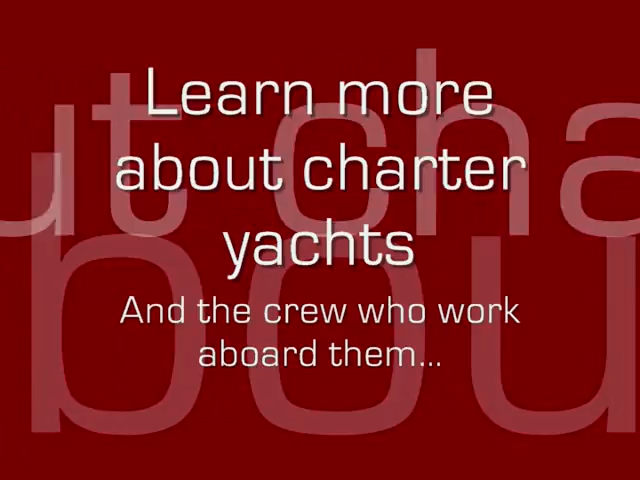 Learn more
about charter
yachts
And the crew who work
aboard them...